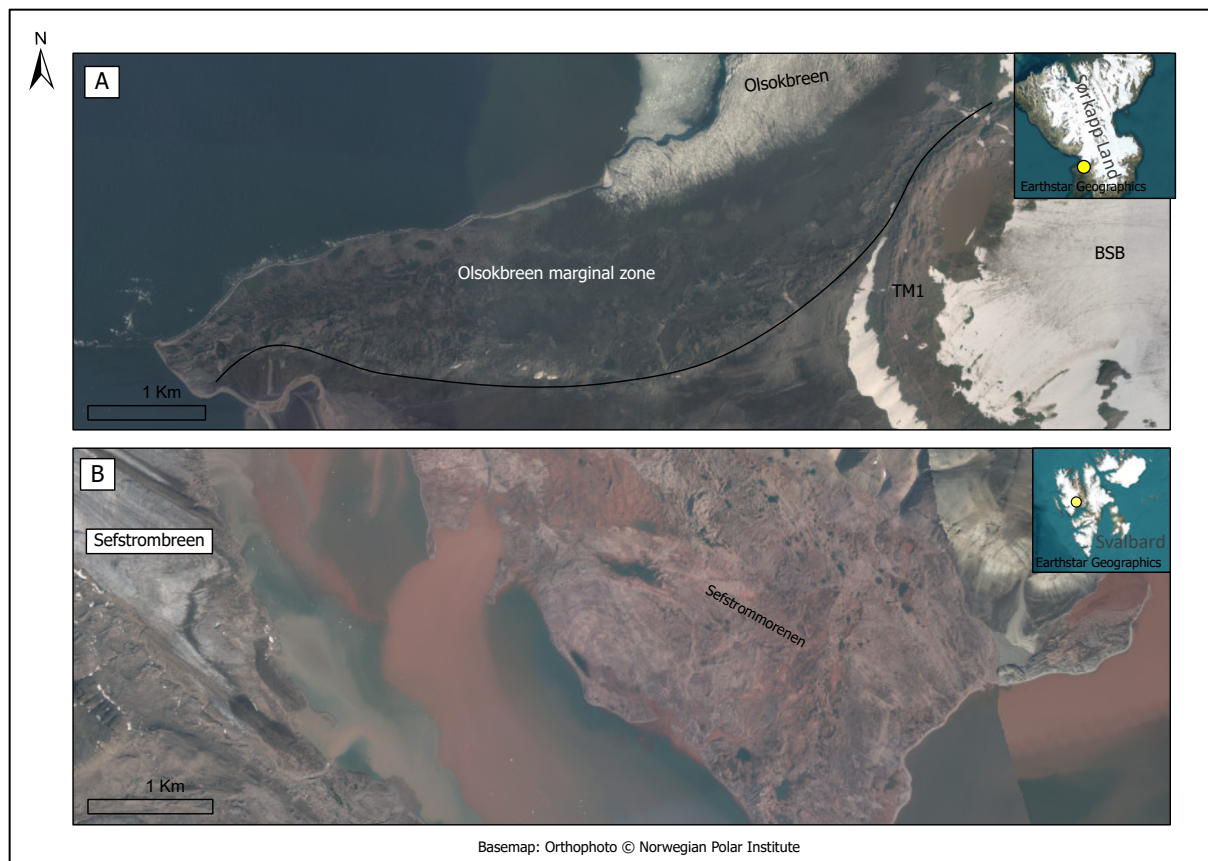 N
A
Olsokbreen
Sørkapp Land
Earthstar Geographics
BSB
Olsokbreen marginal zone
TM1
1 Km
B
Sefstrombreen
Svalbard
Earthstar Geographics
Sefstrommorenen
1 Km
Basemap: Orthophoto © Norwegian Polar Institute